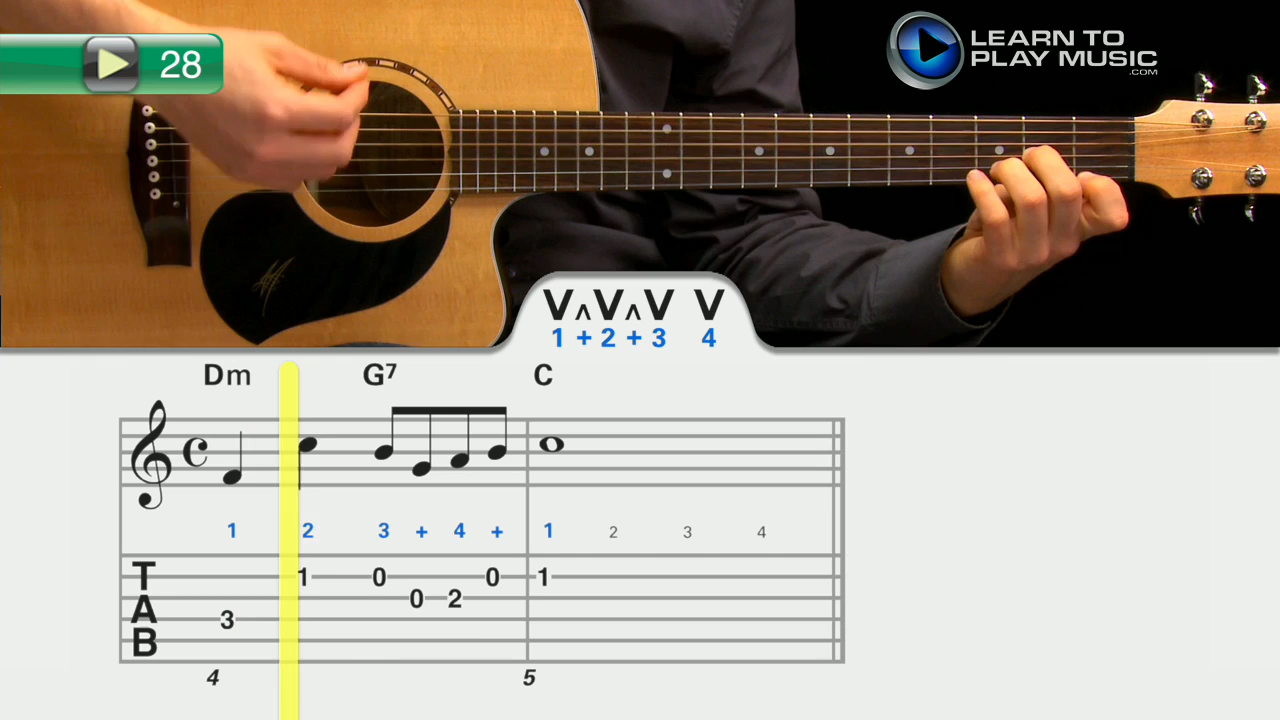 28
LEARN TO
PLAY MUSIC
.COM
V ʌ V ʌ V V
1 + 2 + 3 4
Dm G7 C
1 2 3 + 4 + 1 2 3 4
T
A
B
1 0 0 1
0 2
3
4 5